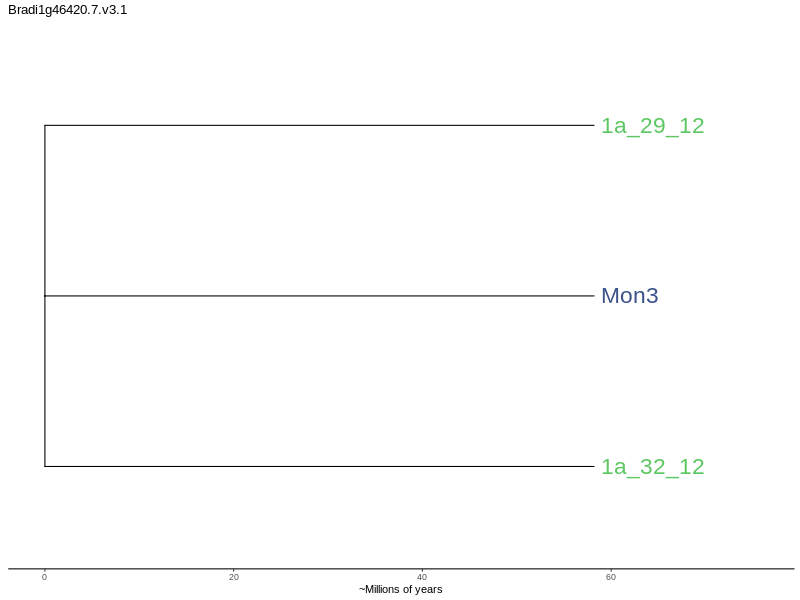 Bradi1g46420.7.v3.1
1a_29_12
Mon3
1a_32_12
0 20 40 60
~Millions of years